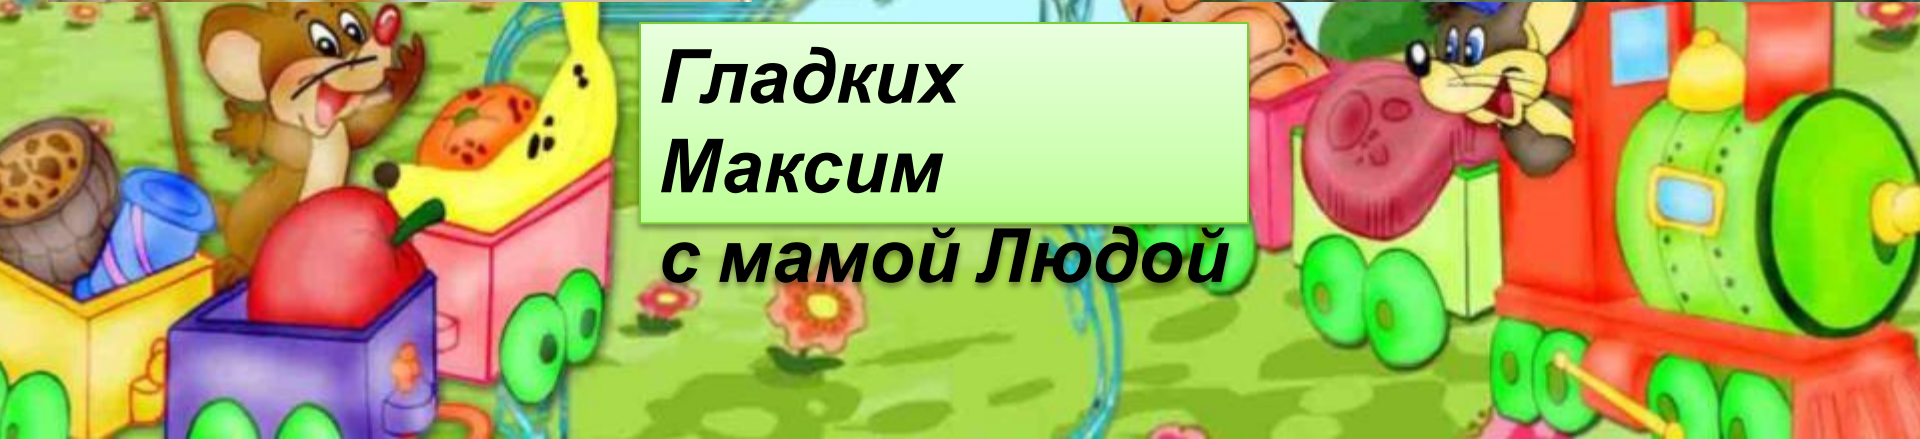 Гладких
Максим
с мамой Людой